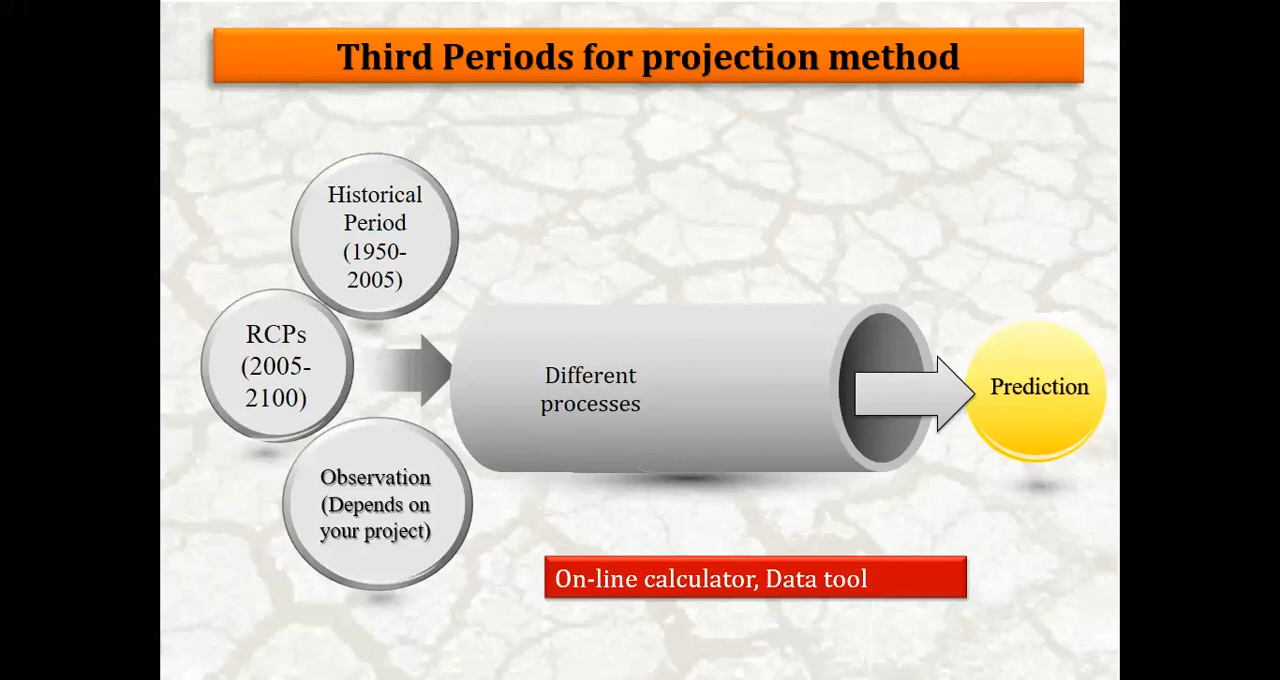 Third Periods for projection method
Historical
Period
(1950-
2005)
RCPs
(2005-
2100)
Observation
(Depends on
your project)
Different
processes
Prediction
On-line calculator, Data tool